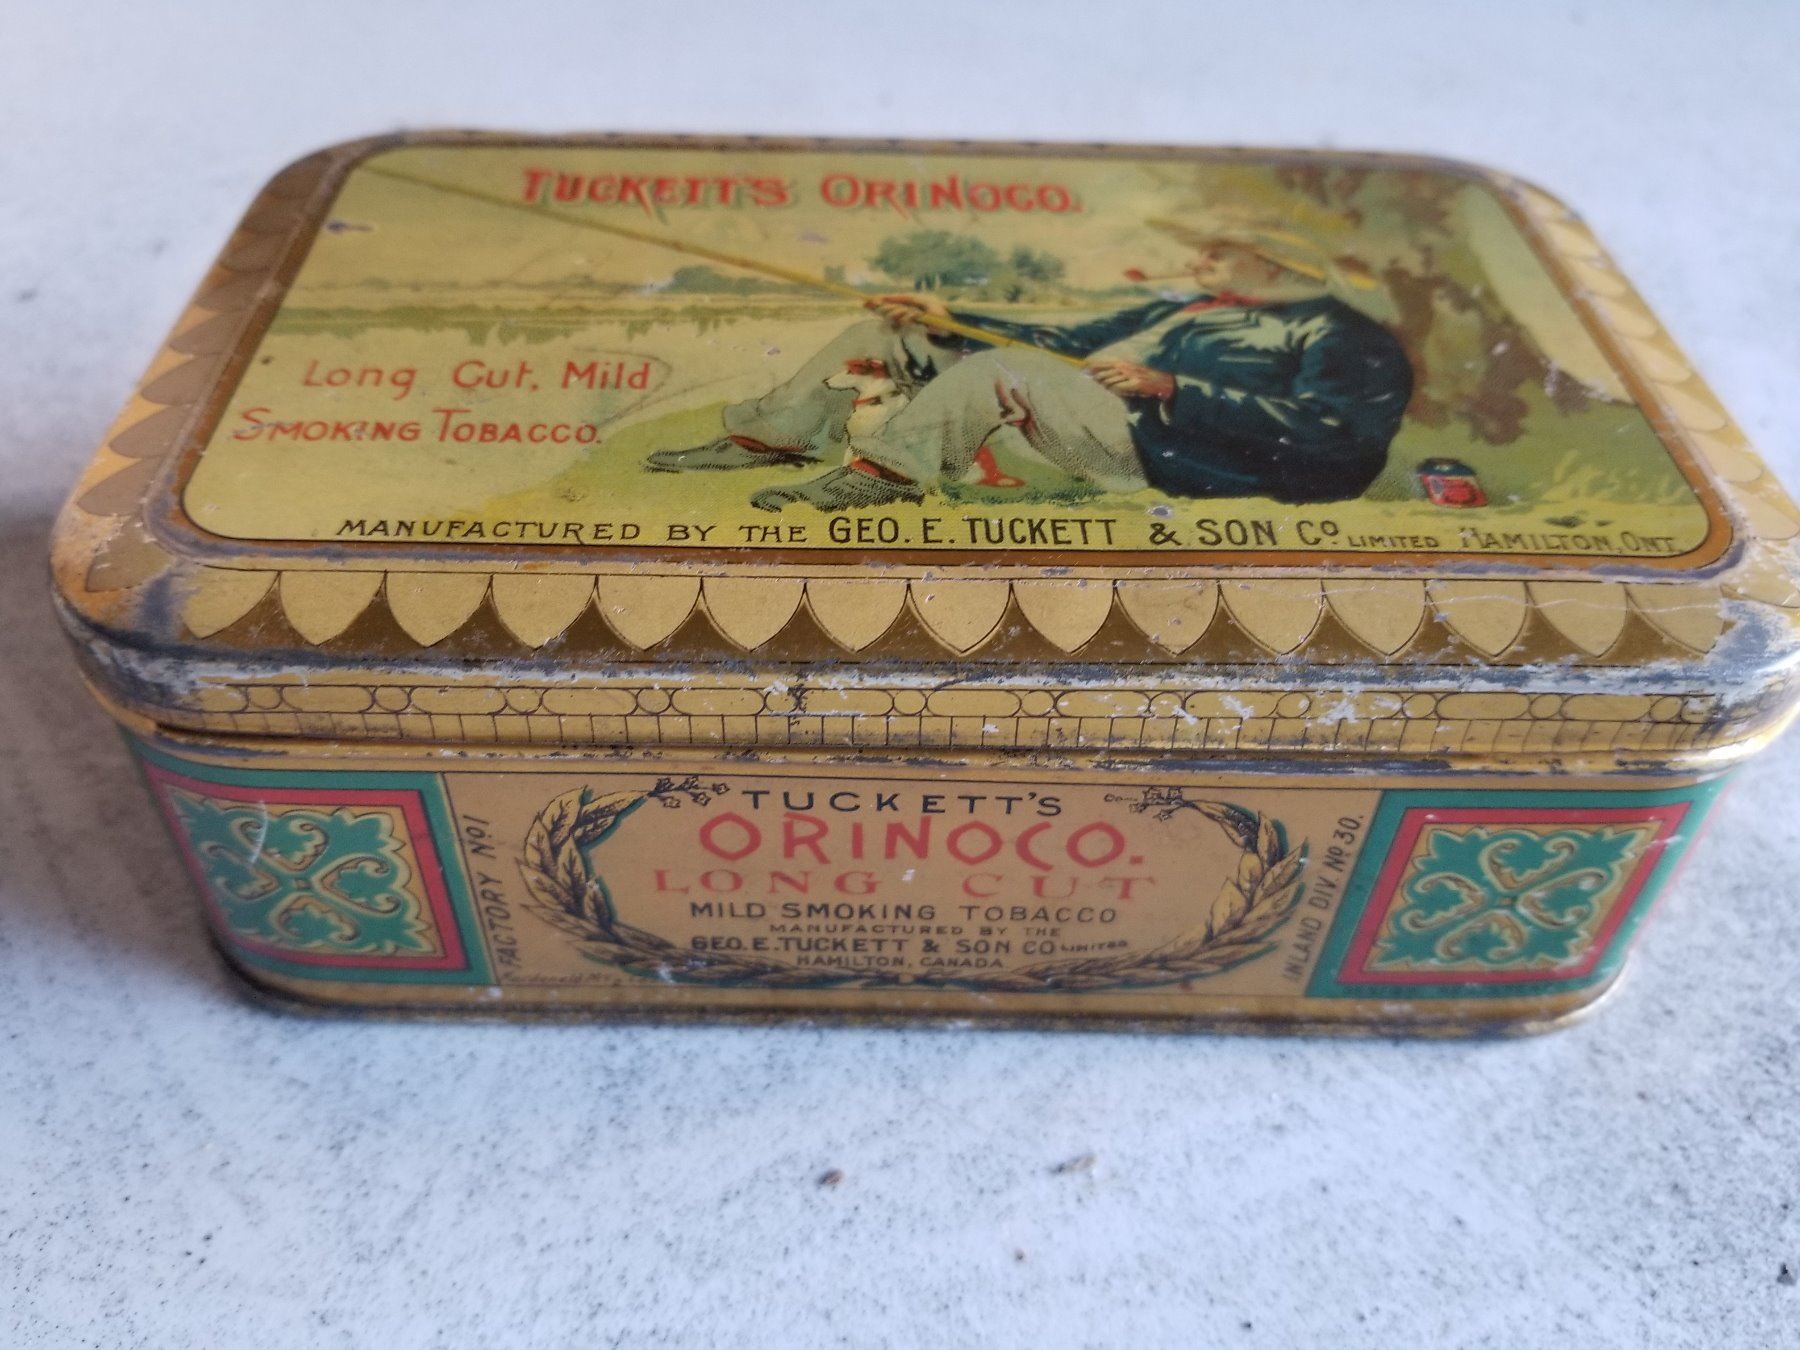 TUCKETT'S ORINOCO.
Long Cut, Mild
SMOKING TOBACCO.
MANUFACTURED BY THE GEO. E. TUCKETT & SON Cº LIMITED HAMILTON, ONT.
FACTORY Nº1
TUCKETT'S
ORINOCO.
LONG CUT
MILD SMOKING TOBACCO
MANUFACTURED BY THE
GEO. E. TUCKETT & SON CO LIMITED
HAMILTON, CANADA
INLAND DIV. Nº 30.